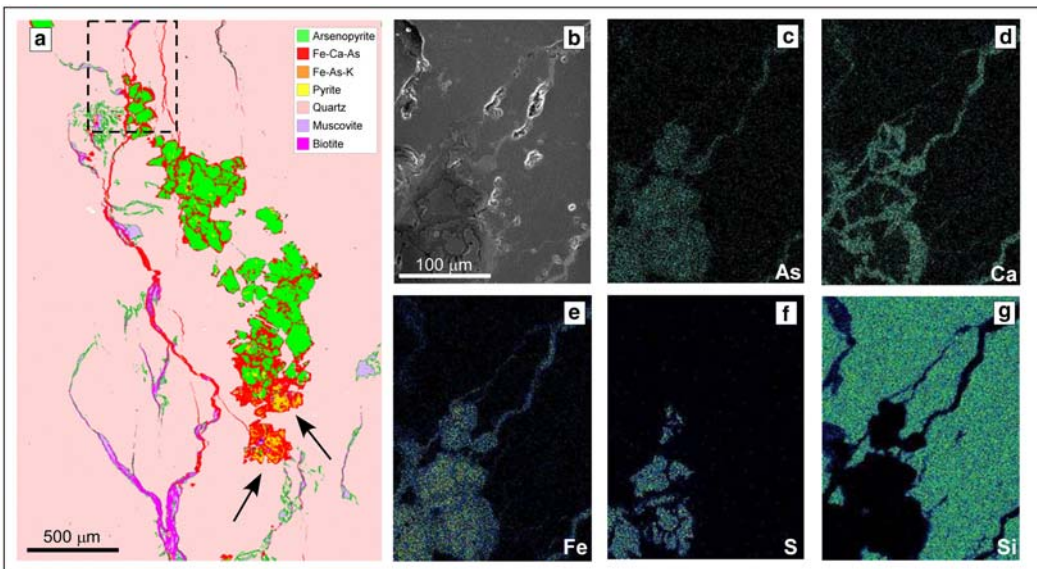 a
Arsenopyrite
Fe-Ca-As
Fe-As-K
Pyrite
Quartz
Muscovite
Biotite
500 μm
b
100 μm
c
As
d
Ca
e
Fe
f
S
g
Si